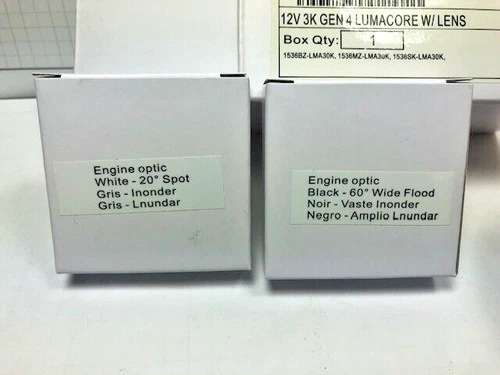 12V 3K GEN 4 LUMACORE W/ LENS
Box Qty: 1
1536BZ-LMA30K, 1536MZ-LMA30K, 1536SK-LMA30K,
Engine optic
White - 20° Spot
Gris - Inonder
Gris - Lnundar
Engine optic
Black - 60° Wide Flood
Noir - Vaste Inonder
Negro - Amplio Lnundar